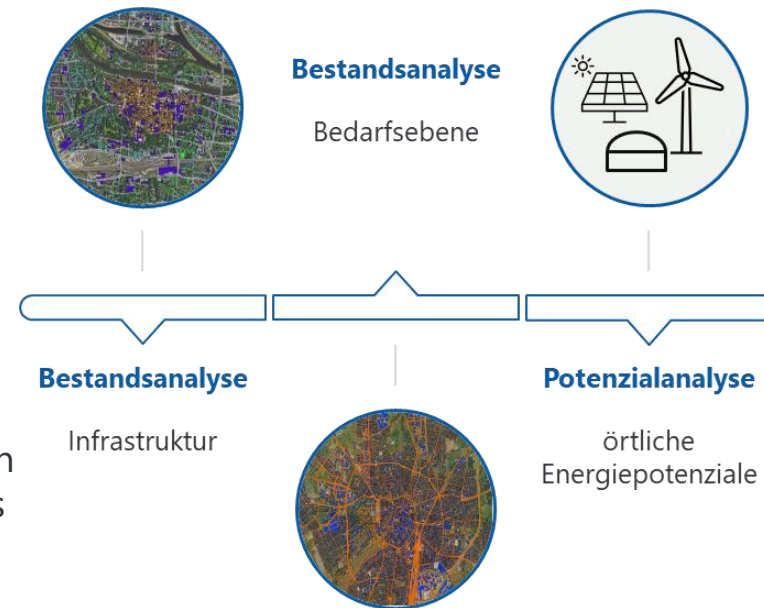 Bestandsanalyse
Bedarfsebene
Bestandsanalyse
Infrastruktur
Potenzialanalyse
örtliche
Energiepotenziale